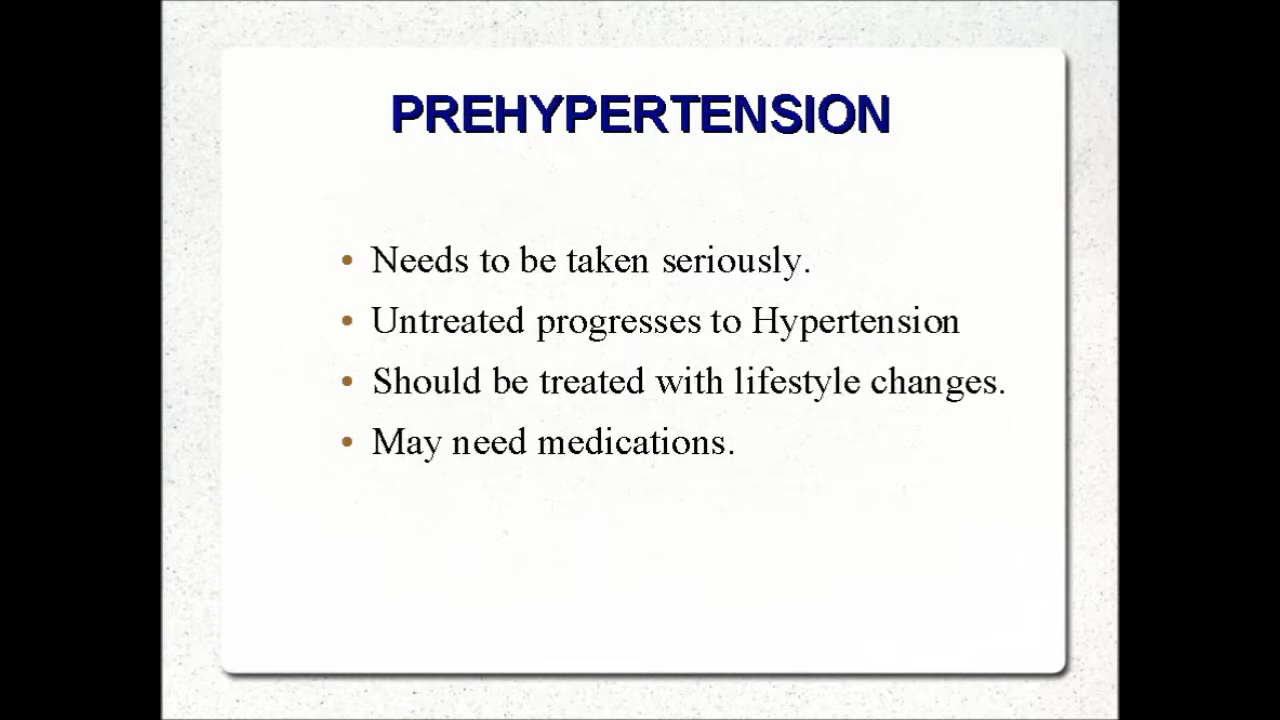 PREHYPERTENSION
• Needs to be taken seriously.
• Untreated progresses to Hypertension
• Should be treated with lifestyle changes.
• May need medications.